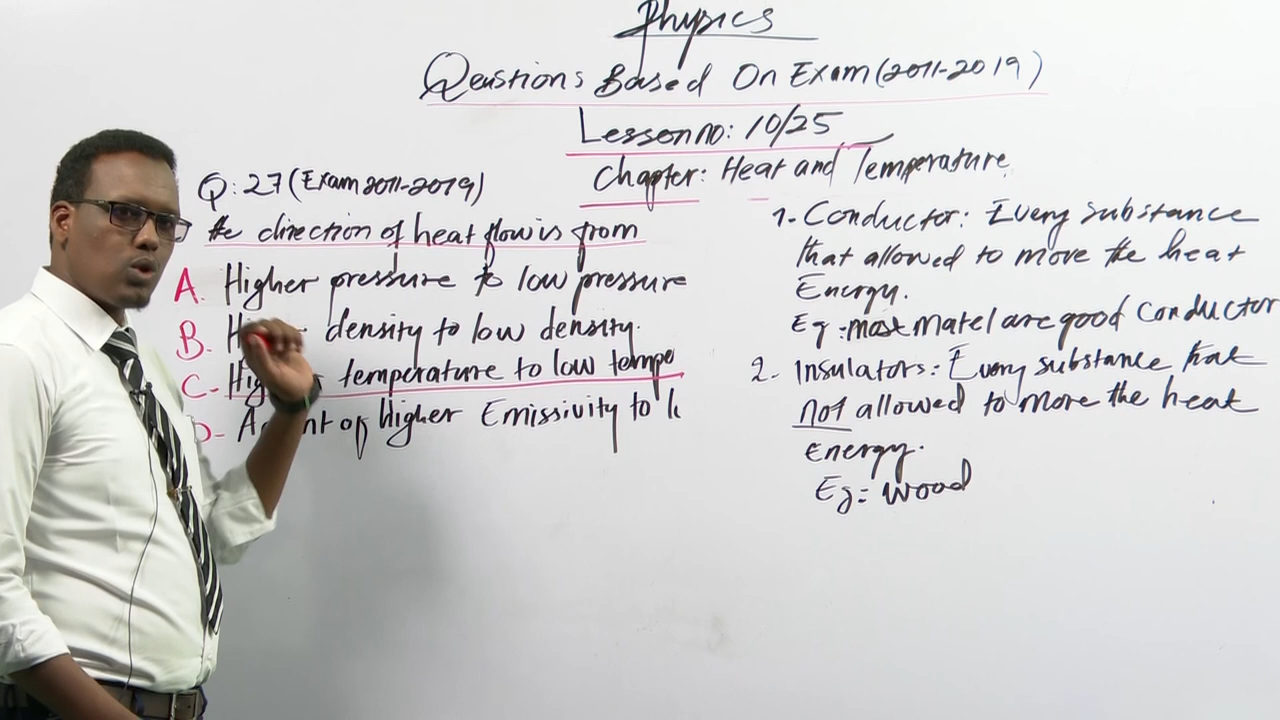 Physics
Qeustions Based On Exam (2011-2019)
Lesson no: 10/25
Chapter: Heat and Temperature
Q: 27 (Exam 2011-2019)
the direction of heat flow is from
A. Higher pressure to low pressure
B. density to low density.
C- temperature to low tempe
D- of Higher Emissivity to
1. Conductor: Every substance
that allowed to move the heat
Energy.
Eg: most Matel are good Conductor
2. Insulators: Every substance that
not allowed to move the heat
energy.
Eg: wood